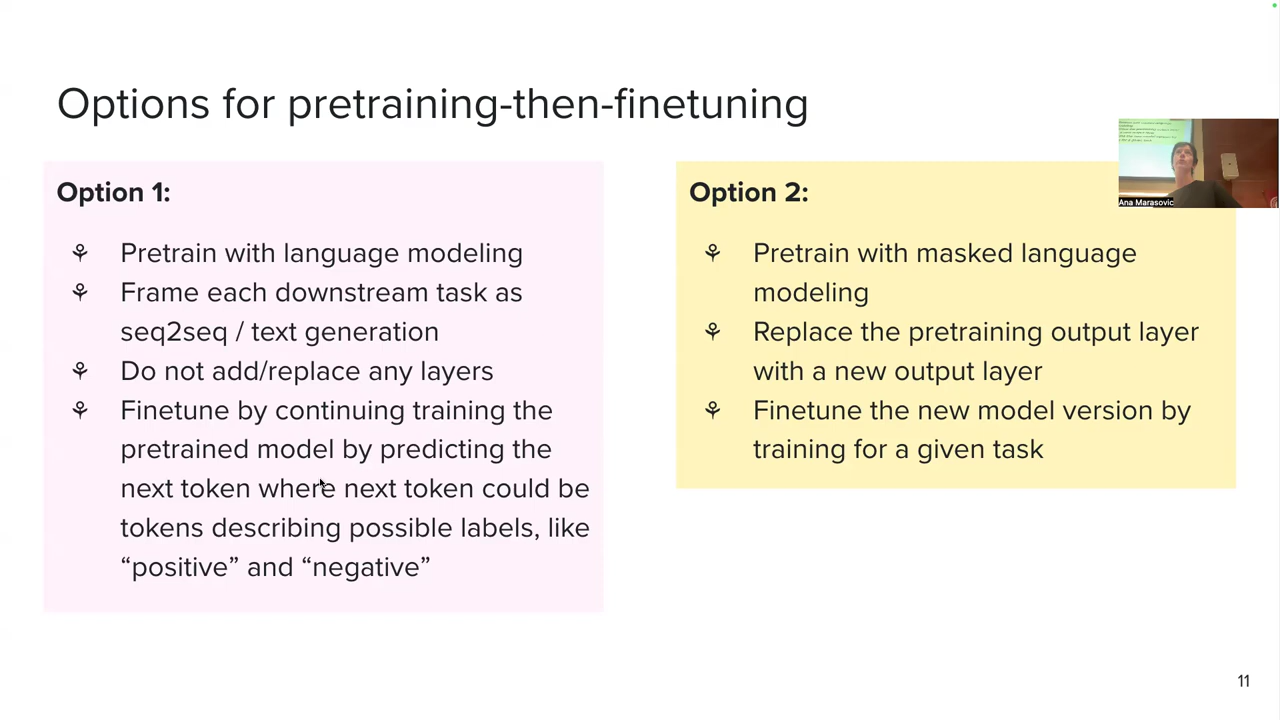 Options for pretraining-then-finetuning
Option 1:
Pretrain with language modeling
Frame each downstream task as
seq2seq / text generation
Do not add/replace any layers
Finetune by continuing training the
pretrained model by predicting the
next token where next token could be
tokens describing possible labels, like
“positive” and “negative”
Option 2:
Pretrain with masked language
modeling
Replace the pretraining output layer
with a new output layer
Finetune the new model version by
training for a given task
Ana Marasovic
11